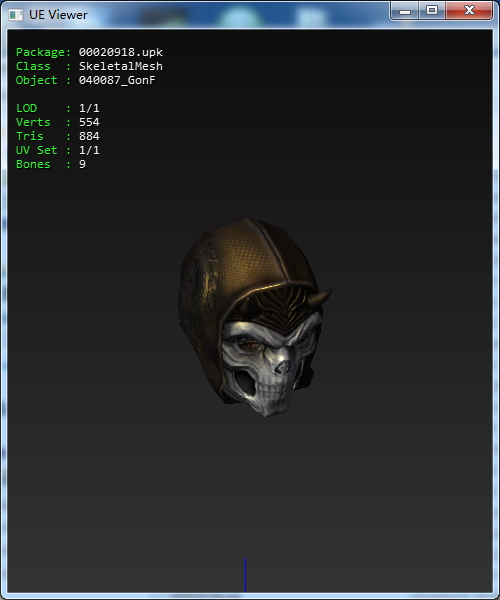 UE Viewer
Package: 00020918.upk
Class : SkeletalMesh
Object : 040087_GonF
LOD : 1/1
Verts : 554
Tris : 884
UV Set : 1/1
Bones : 9